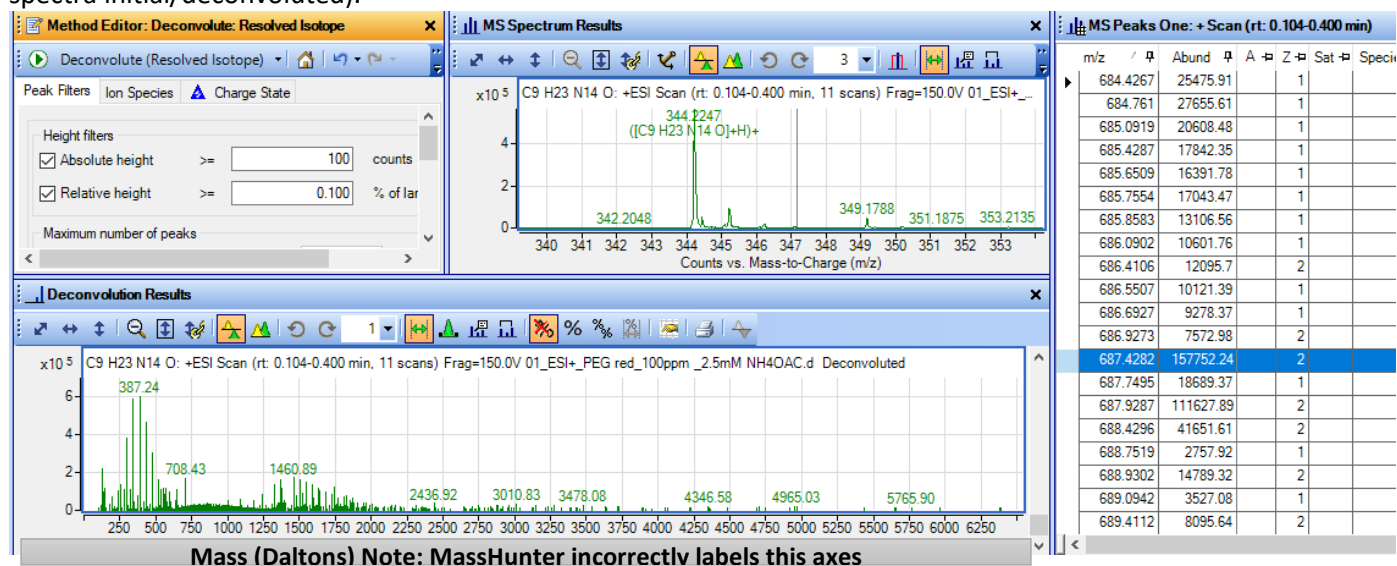 spectra initial/deconvoluted).
Method Editor: Deconvolute: Resolved Isotope
Deconvolute (Resolved Isotope)
Peak Filters Ion Species Charge State
Height filters
Absolute height >= 100 counts
Relative height >= 0.100 % of lar
Maximum number of peaks
MS Spectrum Results
3
x10 5 C9 H23 N14 O: +ESI Scan (rt: 0.104-0.400 min, 11 scans) Frag=150.0V 01_ESI+_...
344.2247
([C9 H23 N14 O]+H)+
4
2
0
342.2048 349.1788 351.1875 353.2135
340 341 342 343 344 345 346 347 348 349 350 351 352 353
Counts vs. Mass-to-Charge (m/z)
Deconvolution Results
1 % %
x10 5 C9 H23 N14 O: +ESI Scan (rt: 0.104-0.400 min, 11 scans) Frag=150.0V 01_ESI+_PEG red_100ppm _2.5mM NH4OAC.d Deconvoluted
387.24
6
4
2
0
708.43 1460.89 2436.92 3010.83 3478.08 4346.58 4965.03 5765.90
250 500 750 1000 1250 1500 1750 2000 2250 2500 2750 3000 3250 3500 3750 4000 4250 4500 4750 5000 5250 5500 5750 6000 6250
Mass (Daltons) Note: MassHunter incorrectly labels this axes
MS Peaks One: + Scan (rt: 0.104-0.400 min)
m/z Abund A Z Sat Specie
684.4267 25475.91 1
684.761 27655.61 1
685.0919 20608.48 1
685.4287 17842.35 1
685.6509 16391.78 1
685.7554 17043.47 1
685.8583 13106.56 1
686.0902 10601.76 1
686.4106 12095.7 2
686.5507 10121.39 1
686.6927 9278.37 1
686.9273 7572.98 2
687.4282 157752.24 2
687.7495 18689.37 1
687.9287 111627.89 2
688.4296 41651.61 2
688.7519 2757.92 1
688.9302 14789.32 2
689.0942 3527.08 1
689.4112 8095.64 2